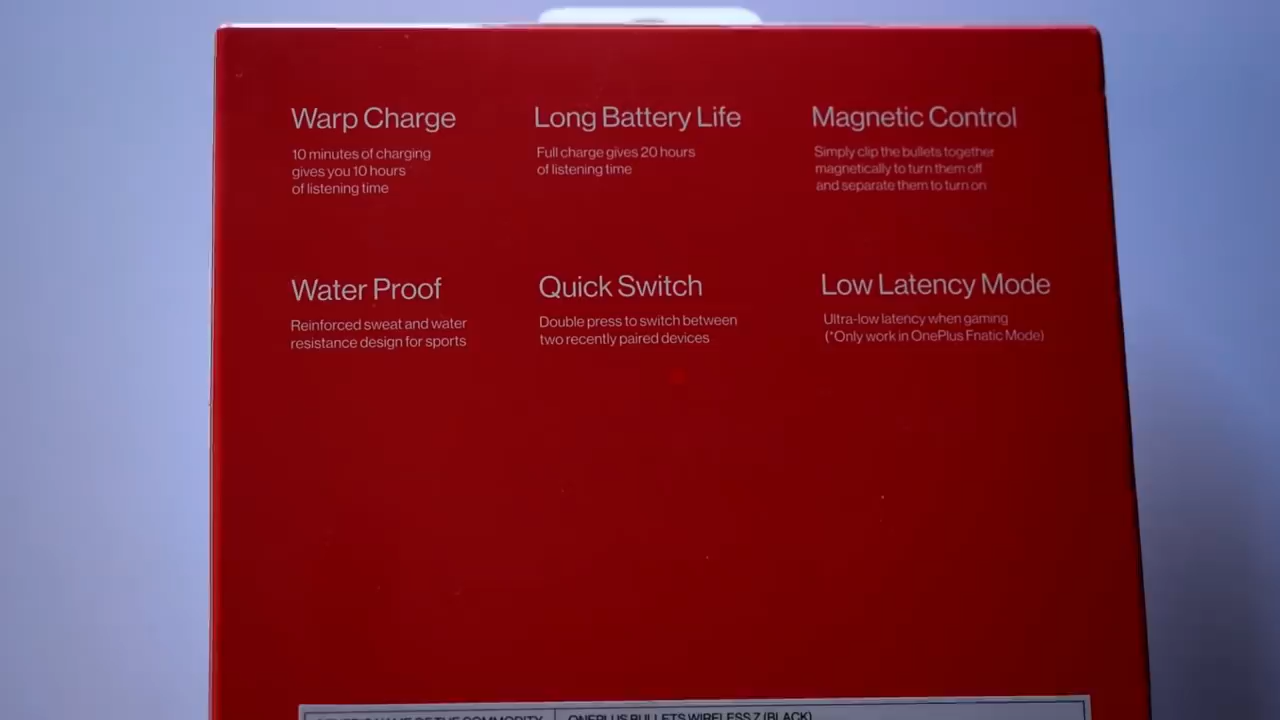 Warp Charge
10 minutes of charging
gives you 10 hours
of listening time
Long Battery Life
Full charge gives 20 hours
of listening time
Magnetic Control
Simply clip the bullets together
magnetically to turn them off
and separate them to turn on
Water Proof
Reinforced sweat and water
resistance design for sports
Quick Switch
Double press to switch between
two recently paired devices
Low Latency Mode
Ultra-low latency when gaming
(*Only work in OnePlus Fnatic Mode)
NAME OF THE COMMODITY
ONEPLUS BULLETS WIRELESS Z (BLACK)